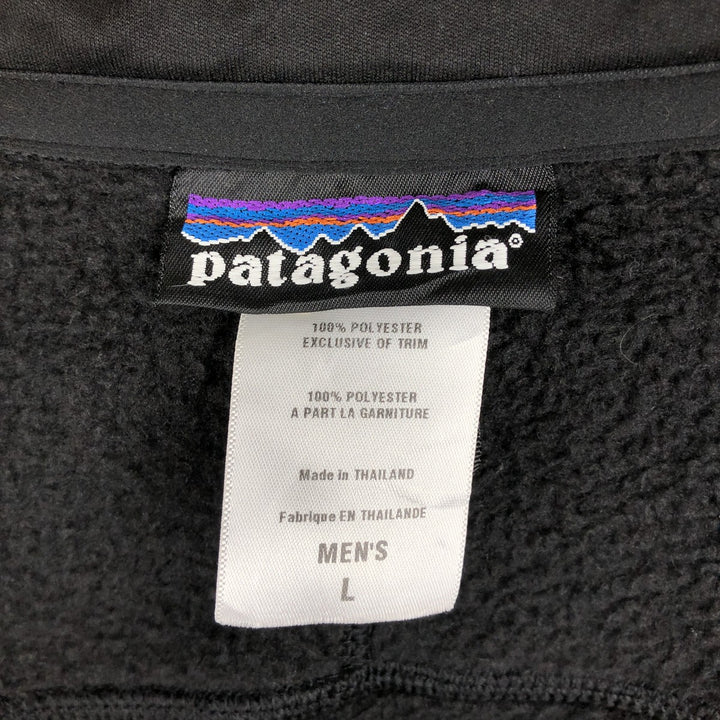 patagonia®
100% POLYESTER
EXCLUSIVE OF TRIM
100% POLYESTER
A PART LA GARNITURE
Made in THAILAND
Fabrique EN THAILANDE
MEN'S
L